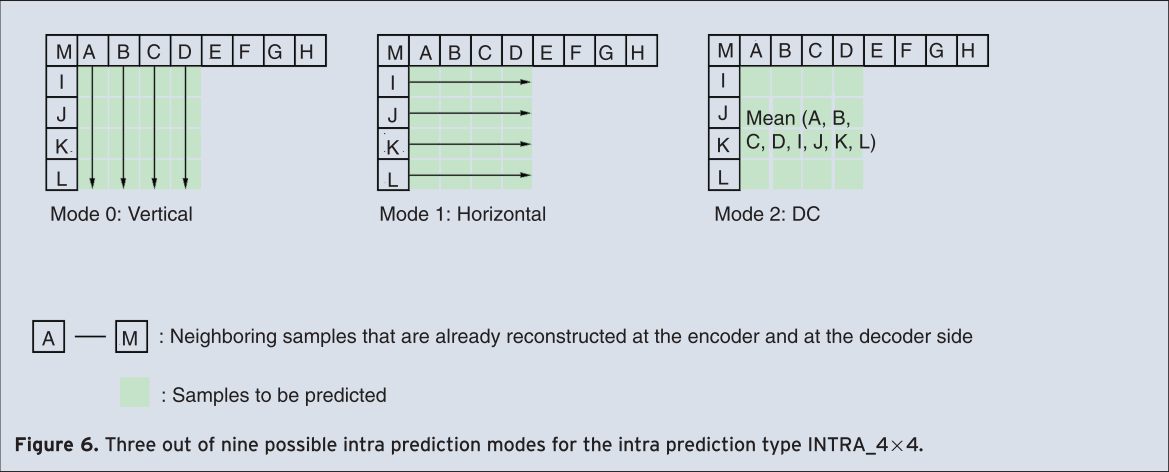 M A B C D E F G H
I
J
K
L
Mode 0: Vertical
M A B C D E F G H
I
J
K
L
Mode 1: Horizontal
M A B C D E F G H
I
J
K
L
Mean (A, B,
C, D, I, J, K, L)
Mode 2: DC
A — M : Neighboring samples that are already reconstructed at the encoder and at the decoder side
: Samples to be predicted
Figure 6. Three out of nine possible intra prediction modes for the intra prediction type INTRA_4×4.